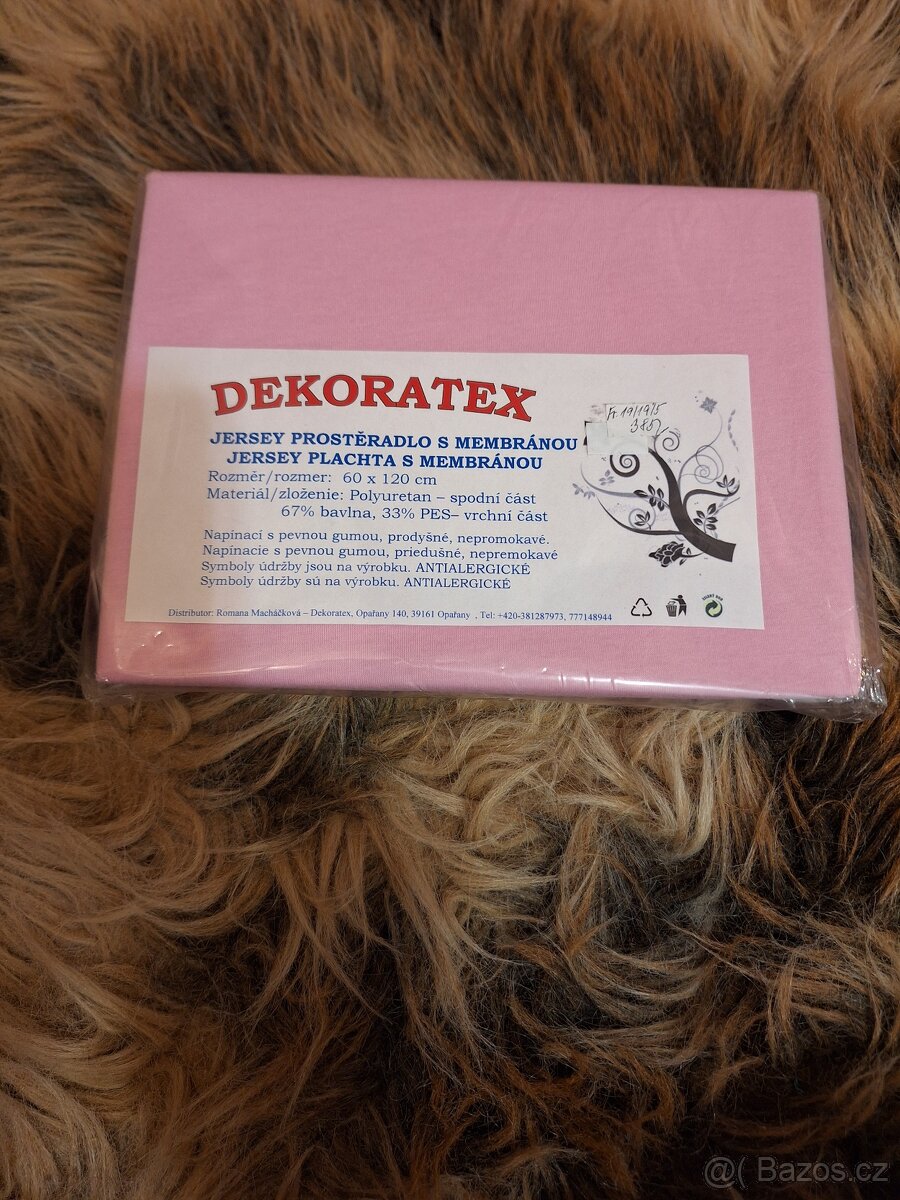 DEKORATEX
JERSEY PROSTĚRADLO S MEMBRÁNOU
JERSEY PLACHTA S MEMBRÁNOU
Rozměr/rozmer: 60 x 120 cm
Materiál/zloženie: Polyuretan – spodní část
67% bavlna, 33% PES– vrchní část
Napínací s pevnou gumou, prodyšné, nepromokavé.
Napínacie s pevnou gumou, priedušné, nepremokavé
Symboly údržby jsou na výrobku. ANTIALERGICKÉ
Symboly údržby sú na výrobku. ANTIALERGICKÉ
Distributor: Romana Macháčková – Dekoratex, Opařany 140, 39161 Opařany , Tel: +420-381287973, 777148944
@( Bazos.cz